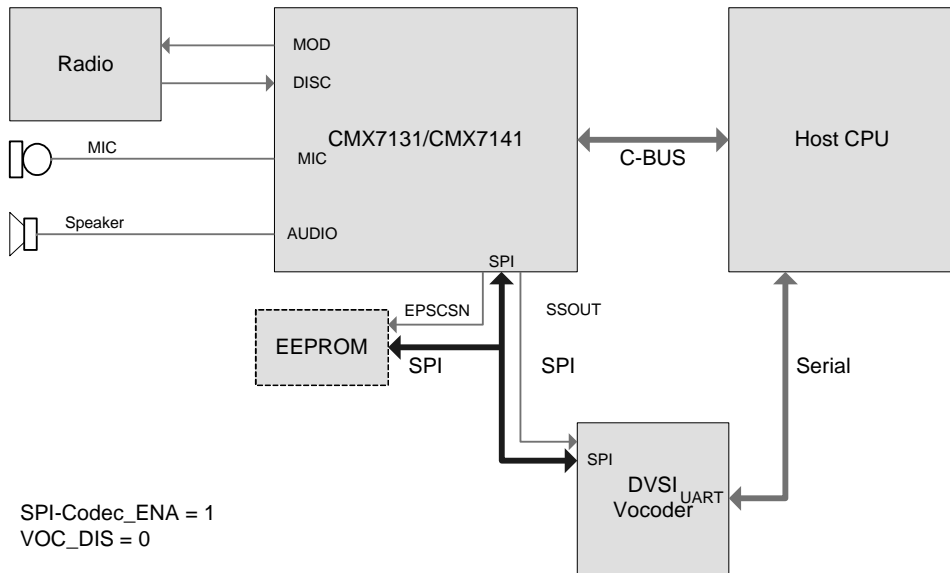 Radio
MOD
DISC
CMX7131/CMX7141
Host CPU
C-BUS
MIC
MIC
Speaker
AUDIO
SPI
EPSCSN
SSOUT
EEPROM
SPI
SPI
Serial
SPI
DVSI
Vocoder
UART
SPI-Codec_ENA = 1
VOC_DIS = 0